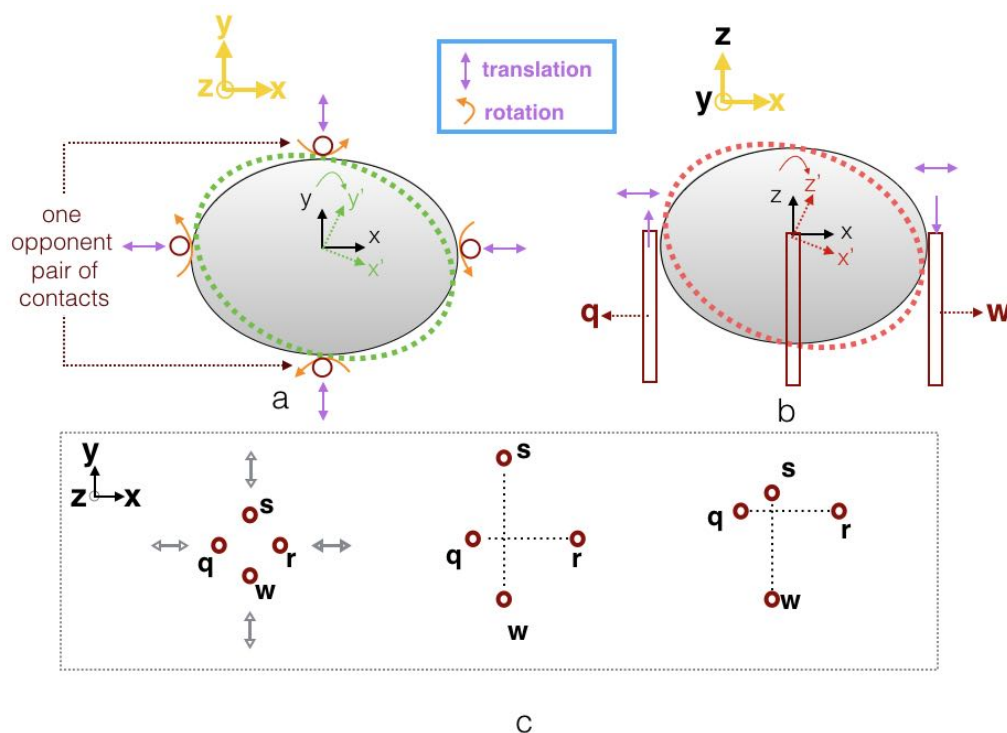 y
z
x
translation
rotation
z
y
x
one
opponent
pair of
contacts
y
y'
x
x'
a
z
z'
x
x'
q
w
b
y
z
x
s
q
r
w
s
q
r
w
s
q
r
w
c